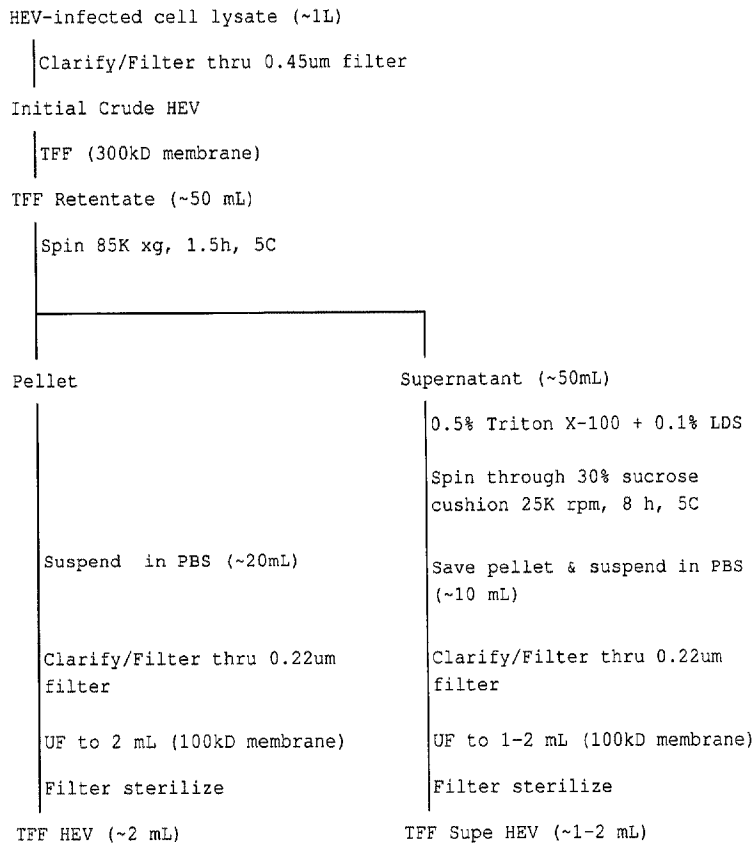 HEV-infected cell lysate (~1L)
Clarify/Filter thru 0.45um filter
Initial Crude HEV
TFF (300kD membrane)
TFF Retentate (~50 mL)
Spin 85K xg, 1.5h, 5C
Pellet
Suspend in PBS (~20mL)
Clarify/Filter thru 0.22um
filter
UF to 2 mL (100kD membrane)
Filter sterilize
TFF HEV (~2 mL)
Supernatant (~50mL)
0.5% Triton X-100 + 0.1% LDS
Spin through 30% sucrose
cushion 25K rpm, 8 h, 5C
Save pellet & suspend in PBS
(~10 mL)
Clarify/Filter thru 0.22um
filter
UF to 1-2 mL (100kD membrane)
Filter sterilize
TFF Supe HEV (~1-2 mL)